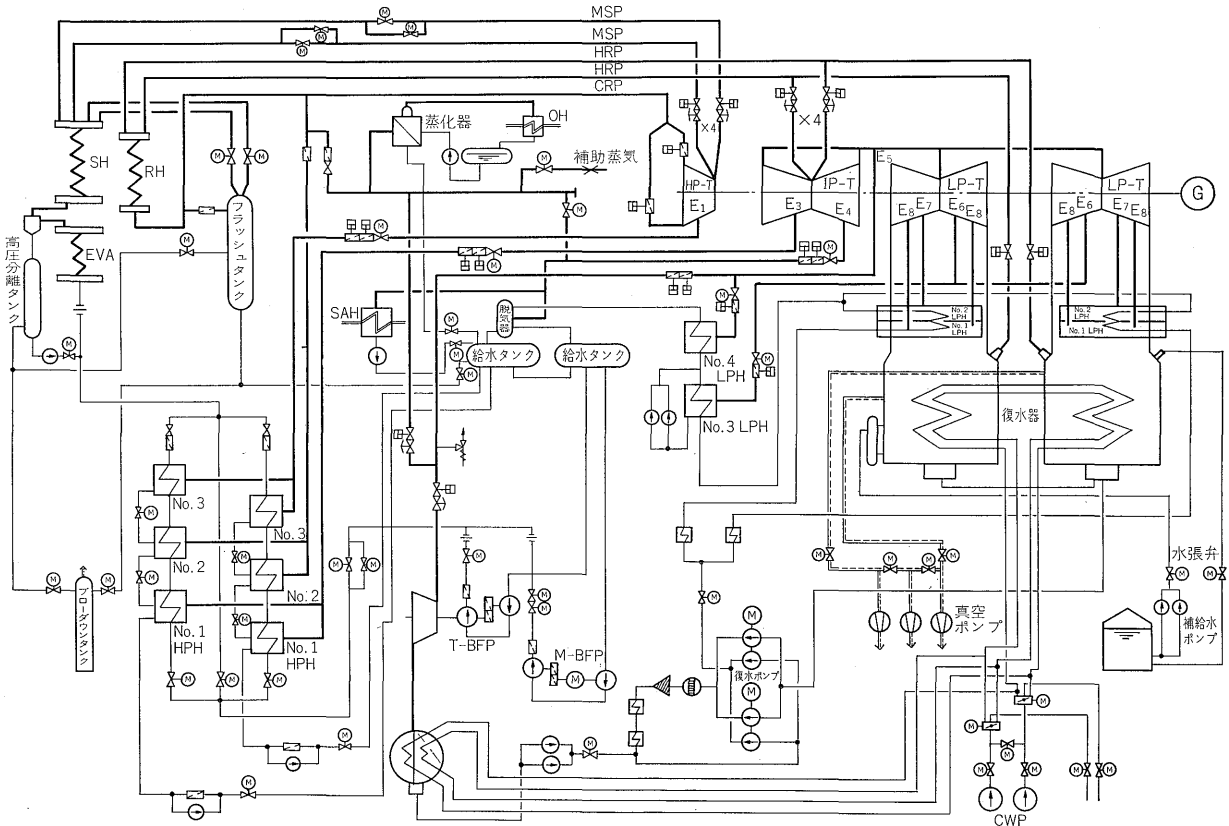 MSP
MSP
HRP
HRP
CRP
蒸化器
OH
補助蒸気
×4
×4
SH
RH
EVA
高圧分離タンク
フラッシュタンク
HP-T
E1
IP-T
E3
E4
E5
LP-T
E8
E7
E6
E8
LP-T
E8
E6
E7
E8
G
SAH
脱気器
給水タンク
給水タンク
No.4
LPH
No.3 LPH
No.2
LPH
No.1
LPH
No.2
LPH
No.1 LPH
復水器
No.3
No.2
No.1
HPH
No.3
No.2
No.1
HPH
ブローダウンタンク
T-BFP
M-BFP
M
復水ポンプ
真空
ポンプ
水張弁
補給水
ポンプ
CWP